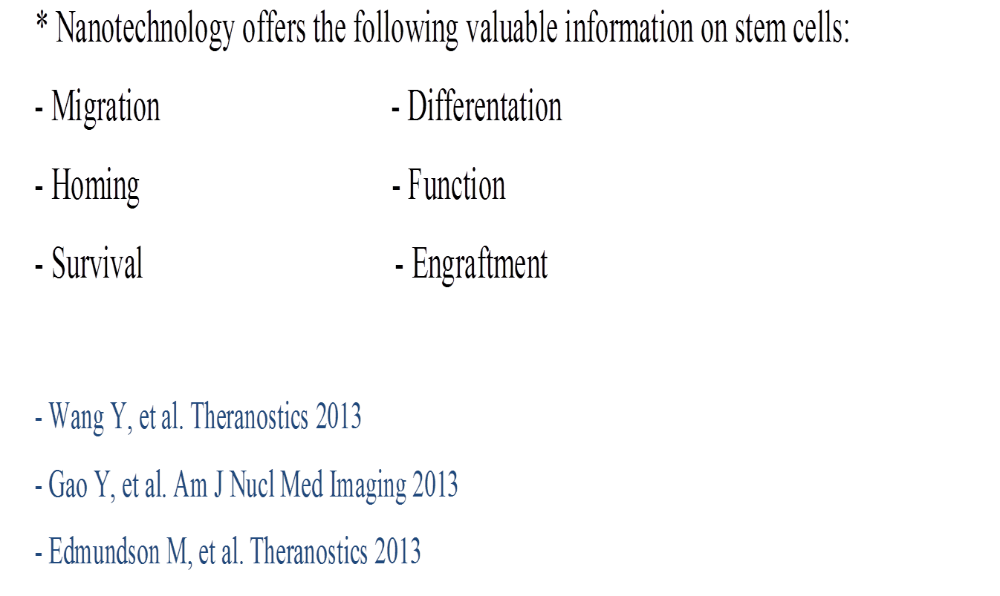 * Nanotechnology offers the following valuable information on stem cells:
- Migration - Differentation
- Homing - Function
- Survival - Engraftment
- Wang Y, et al. Theranostics 2013
- Gao Y, et al. Am J Nucl Med Imaging 2013
- Edmundson M, et al. Theranostics 2013